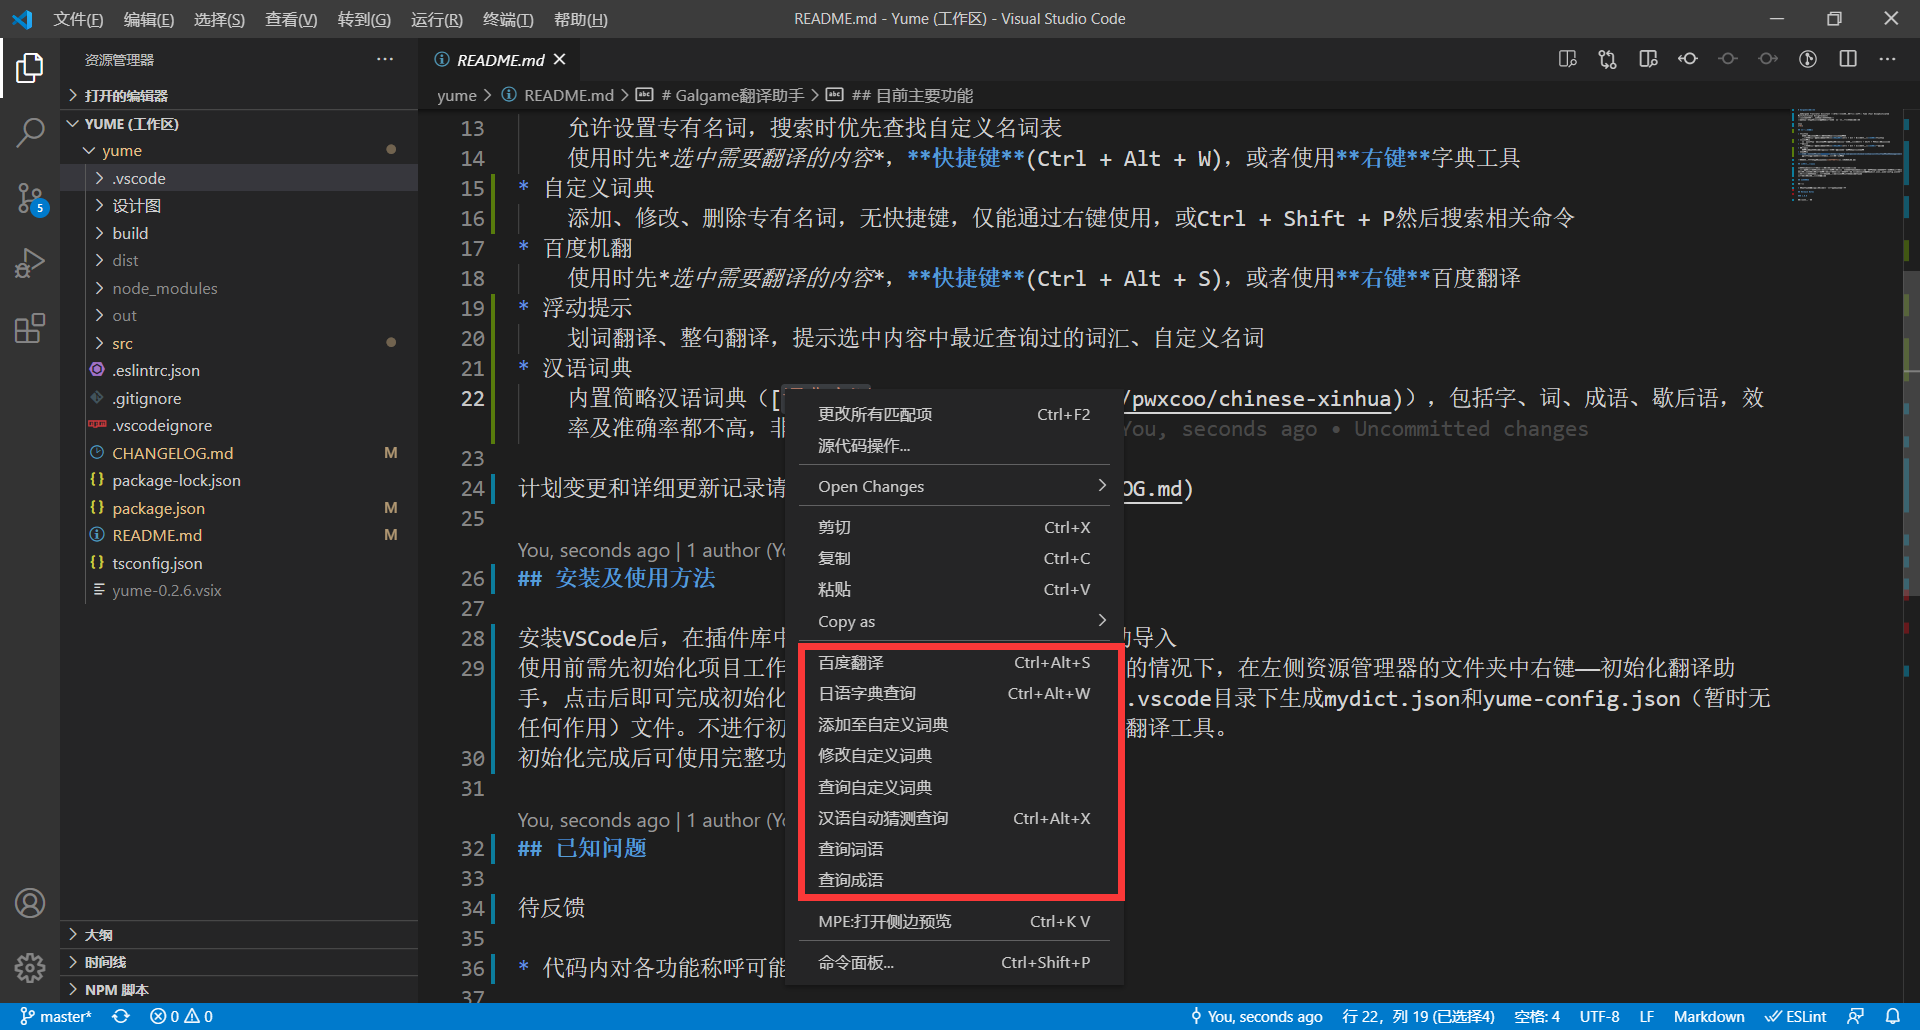 文件(F) 编辑(E) 选择(S) 查看(V) 转到(G) 运行(R) 终端(T) 帮助(H) README.md - Yume (工作区) - Visual Studio Code
资源管理器
打开的编辑器
YUME (工作区)
yume
.vscode
设计图
build
dist
node_modules
out
src
.eslintrc.json
.gitignore
.vscodeignore
CHANGELOG.md M
package-lock.json
package.json M
README.md M
tsconfig.json
yume-0.2.6.vsix
大纲
时间线
NPM 脚本
5
README.md
yume > README.md > # Galgame翻译助手 > ## 目前主要功能
13 允许设置专有名词，搜索时优先查找自定义名词表
14 使用时先*选中需要翻译的内容*，**快捷键**(Ctrl + Alt + W)，或者使用**右键**字典工具
15 * 自定义词典
16 添加、修改、删除专有名词，无快捷键，仅能通过右键使用，或Ctrl + Shift + P然后搜索相关命令
17 * 百度机翻
18 使用时先*选中需要翻译的内容*，**快捷键**(Ctrl + Alt + S)，或者使用**右键**百度翻译
19 * 浮动提示
20 划词翻译、整句翻译，提示选中内容中最近查询过的词汇、自定义名词
21 * 汉语词典
22 内置简略汉语词典（[ /pwxcoo/chinese-xinhua)），包括字、词、成语、歇后语，效
率及准确率都不高，非 You, seconds ago • Uncommitted changes
23
24 计划变更和详细更新记录请 OG.md)
25
You, seconds ago | 1 author (Yo
26 ## 安装及使用方法
27
28 安装VSCode后，在插件库中 导入
29 使用前需先初始化项目工作 的情况下，在左侧资源管理器的文件夹中右键——初始化翻译助
手，点击后即可完成初始化 .vscode目录下生成mydict.json和yume-config.json（暂时无
任何作用）文件。不进行初 翻译工具。
30 初始化完成后可使用完整功
31
You, seconds ago | 1 author (Yo
32 ## 已知问题
33
34 待反馈
35
36 * 代码内对各功能称呼可能
37
更改所有匹配项 Ctrl+F2
源代码操作...
Open Changes
剪切 Ctrl+X
复制 Ctrl+C
粘贴 Ctrl+V
Copy as
百度翻译 Ctrl+Alt+S
日语字典查询 Ctrl+Alt+W
添加至自定义词典
修改自定义词典
查询自定义词典
汉语自动猜测查询 Ctrl+Alt+X
查询词语
查询成语
MPE:打开侧边预览 Ctrl+K V
命令面板... Ctrl+Shift+P
master* 0 0 You, seconds ago 行 22，列 19 (已选择4) 空格: 4 UTF-8 LF Markdown ESLint